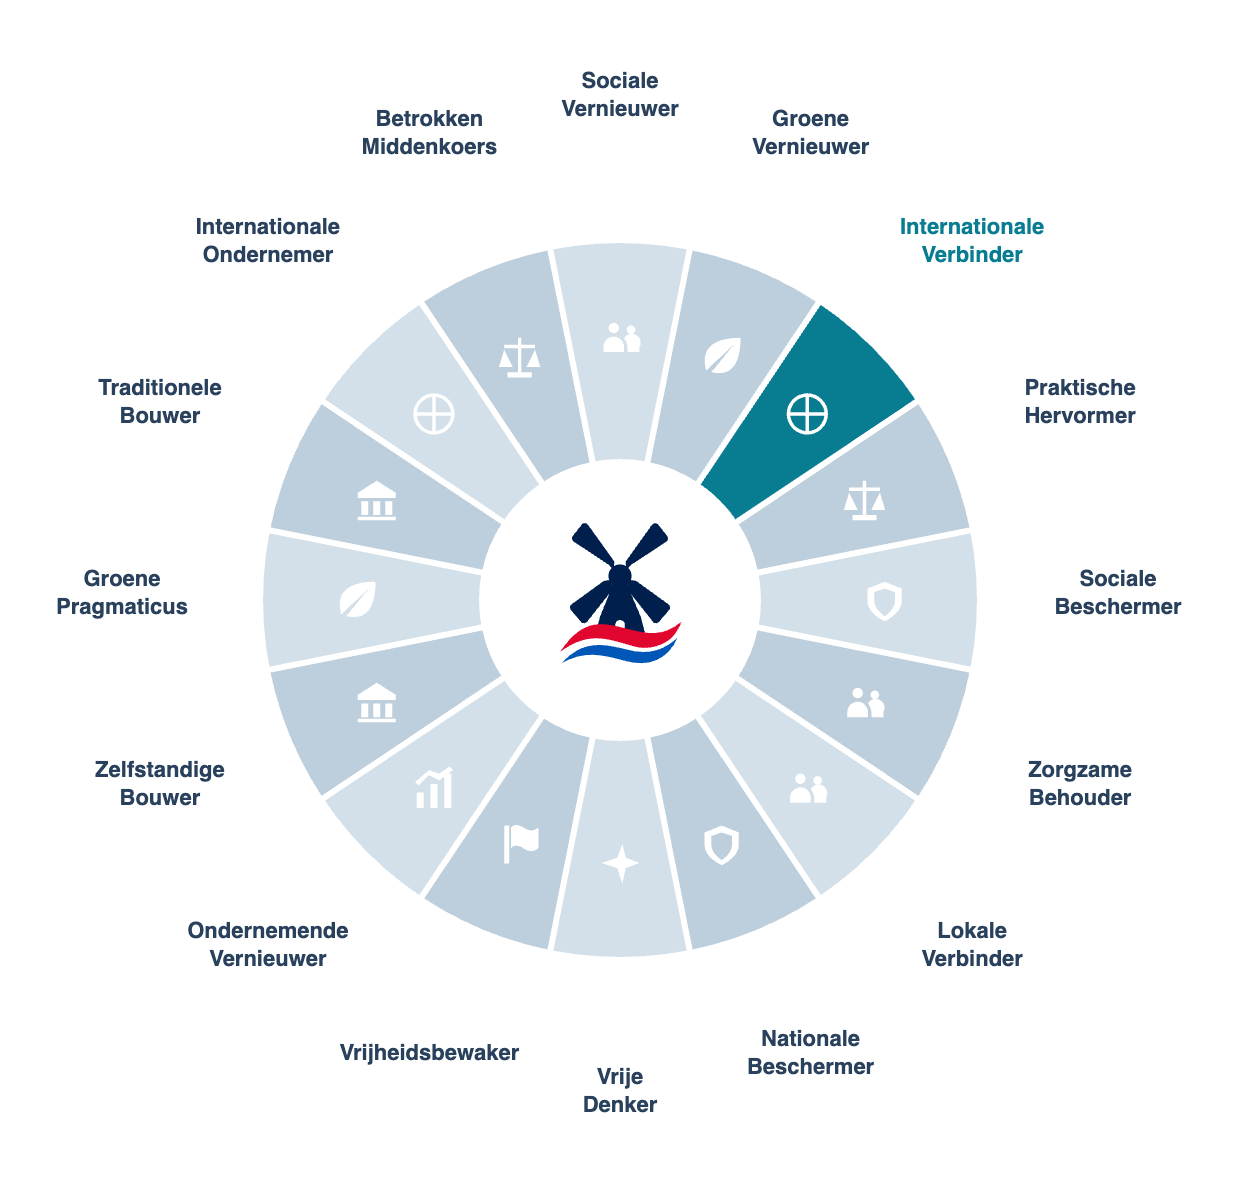 Sociale
Vernieuwer
Groene
Vernieuwer
Internationale
Verbinder
Praktische
Hervormer
Sociale
Beschermer
Zorgzame
Behouder
Lokale
Verbinder
Nationale
Beschermer
Vrije
Denker
Vrijheidsbewaker
Ondernemende
Vernieuwer
Zelfstandige
Bouwer
Groene
Pragmaticus
Traditionele
Bouwer
Internationale
Ondernemer
Betrokken
Middenkoers